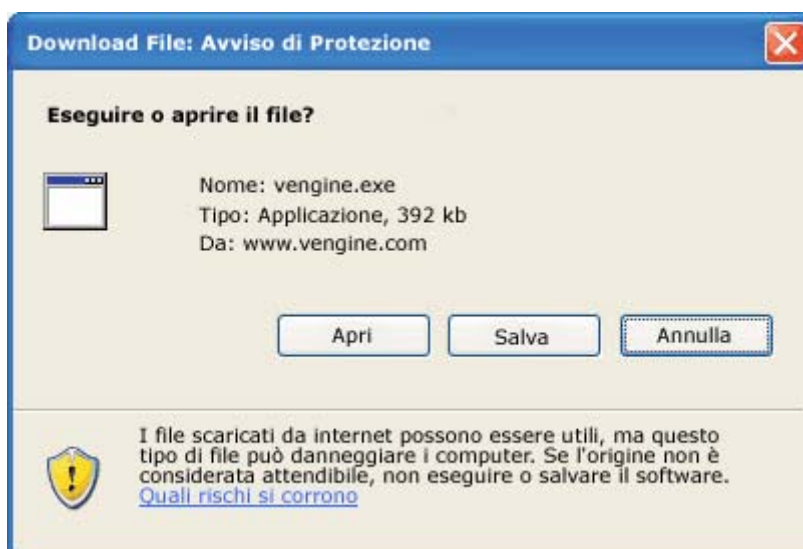 Download File: Avviso di Protezione
Eseguire o aprire il file?
Nome: vengine.exe
Tipo: Applicazione, 392 kb
Da: www.vengine.com
Apri
Salva
Annulla
I file scaricati da internet possono essere utili, ma questo
tipo di file può danneggiare i computer. Se l'origine non è
considerata attendibile, non eseguire o salvare il software.
Quali rischi si corrono